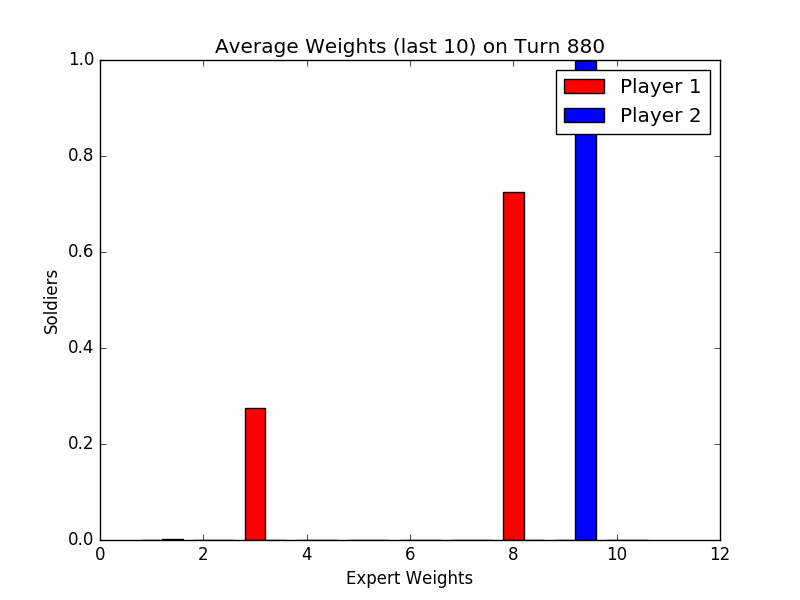 Average Weights (last 10) on Turn 880
1.0
Player 1
Player 2
0.8
0.6
Soldiers
0.4
0.2
0.0
0 2 4 6 8 10 12
Expert Weights